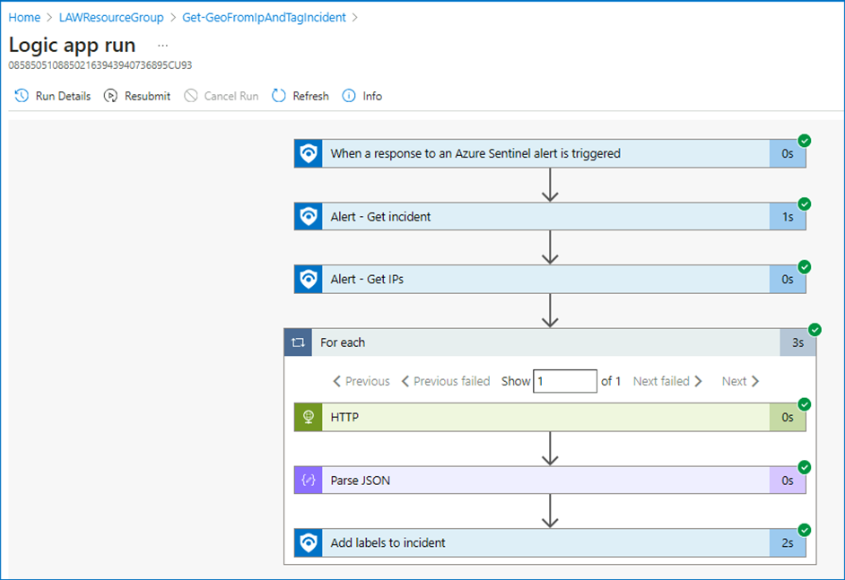 Home > LAWResourceGroup > Get-GeoFromIpAndTagIncident >
Logic app run ...
08585051088502163943940736895CU93
Run Details Resubmit Cancel Run Refresh Info
When a response to an Azure Sentinel alert is triggered 0s
Alert - Get incident 1s
Alert - Get IPs 0s
For each 3s
< Previous < Previous failed Show 1 of 1 Next failed > Next >
HTTP 0s
Parse JSON 0s
Add labels to incident 2s